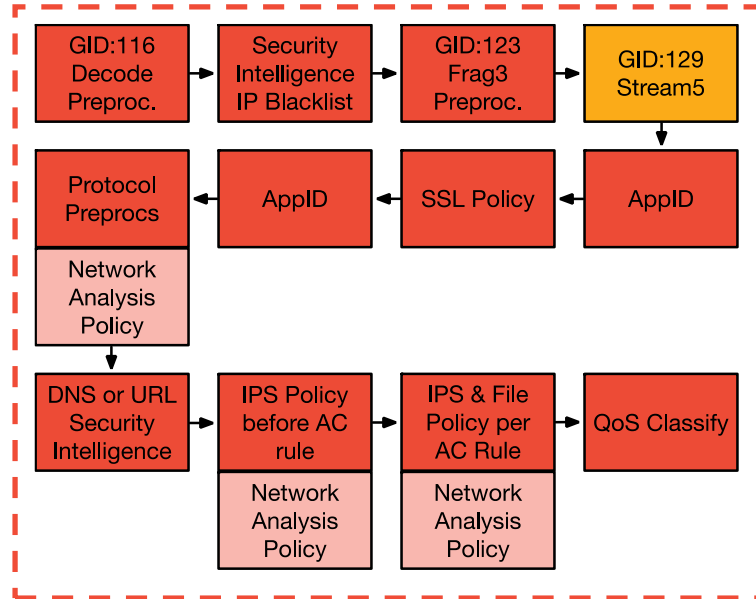 GID:116
Decode
Preproc.
Security
Intelligence
IP Blacklist
GID:123
Frag3
Preproc.
GID:129
Stream5
Protocol
Preprocs
AppID
SSL Policy
AppID
Network
Analysis
Policy
DNS or URL
Security
Intelligence
IPS Policy
before AC
rule
IPS & File
Policy per
AC Rule
QoS Classify
Network
Analysis
Policy
Network
Analysis
Policy